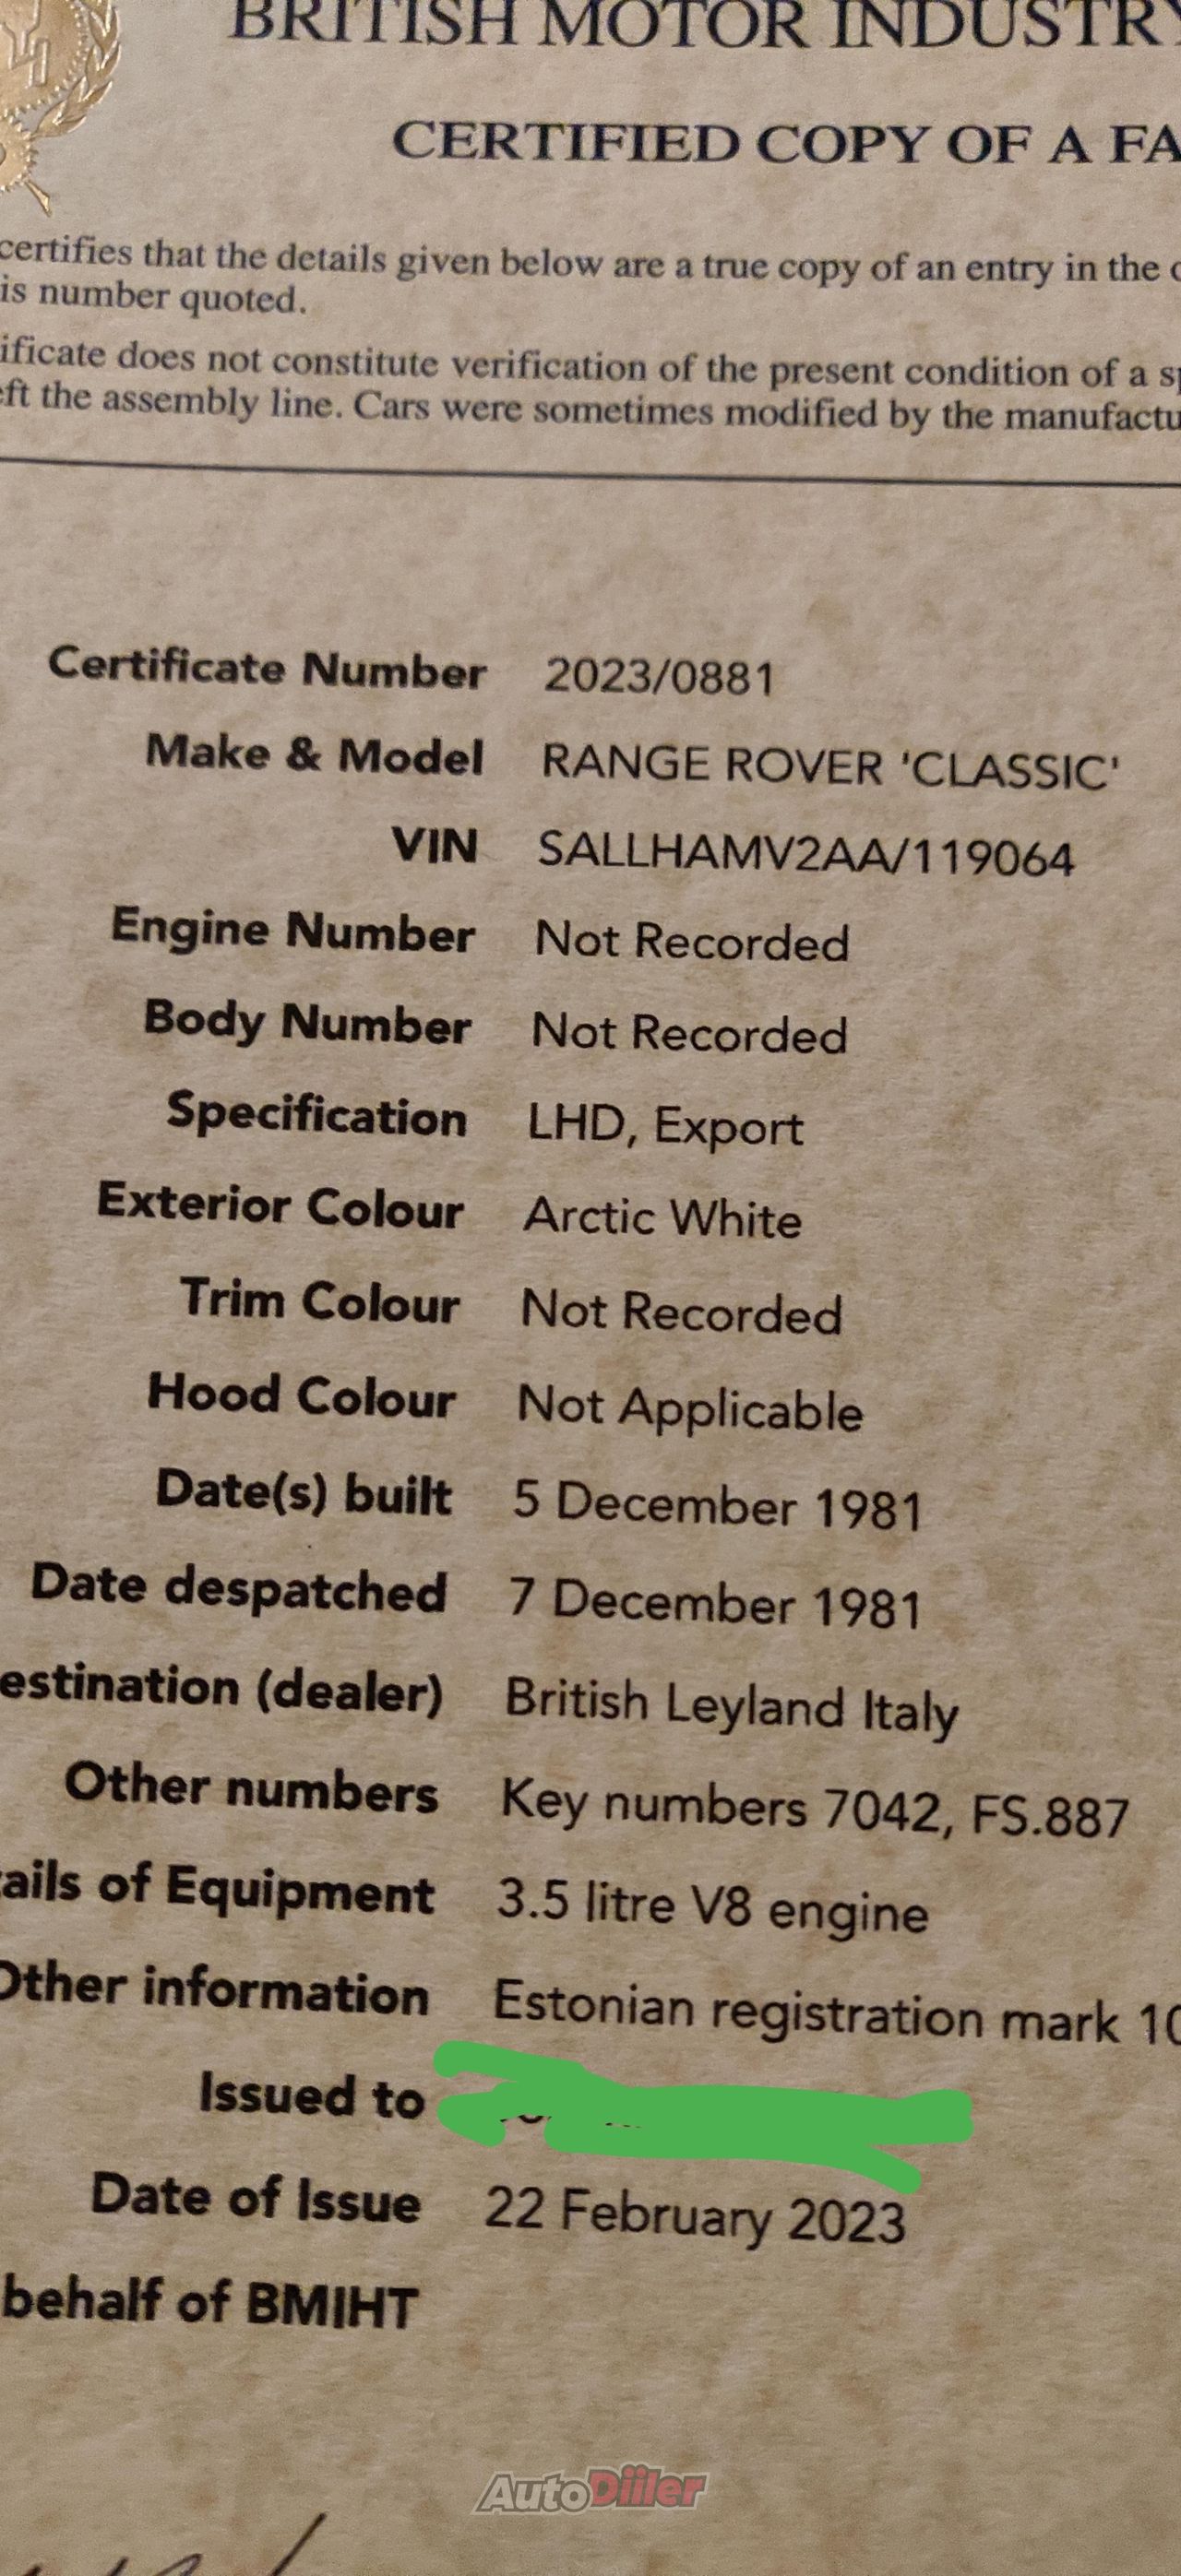 BRITISH MOTOR INDUSTRY
CERTIFIED COPY OF A FA
certifies that the details given below are a true copy of an entry in the
is number quoted.
ificate does not constitute verification of the present condition of a sp
eft the assembly line. Cars were sometimes modified by the manufactu
Certificate Number 2023/0881
Make & Model RANGE ROVER 'CLASSIC'
VIN SALLHAMV2AA/119064
Engine Number Not Recorded
Body Number Not Recorded
Specification LHD, Export
Exterior Colour Arctic White
Trim Colour Not Recorded
Hood Colour Not Applicable
Date(s) built 5 December 1981
Date despatched 7 December 1981
estination (dealer) British Leyland Italy
Other numbers Key numbers 7042, FS.887
ails of Equipment 3.5 litre V8 engine
Other information Estonian registration mark 10
Issued to
Date of Issue 22 February 2023
behalf of BMIHT
AutoDiiler